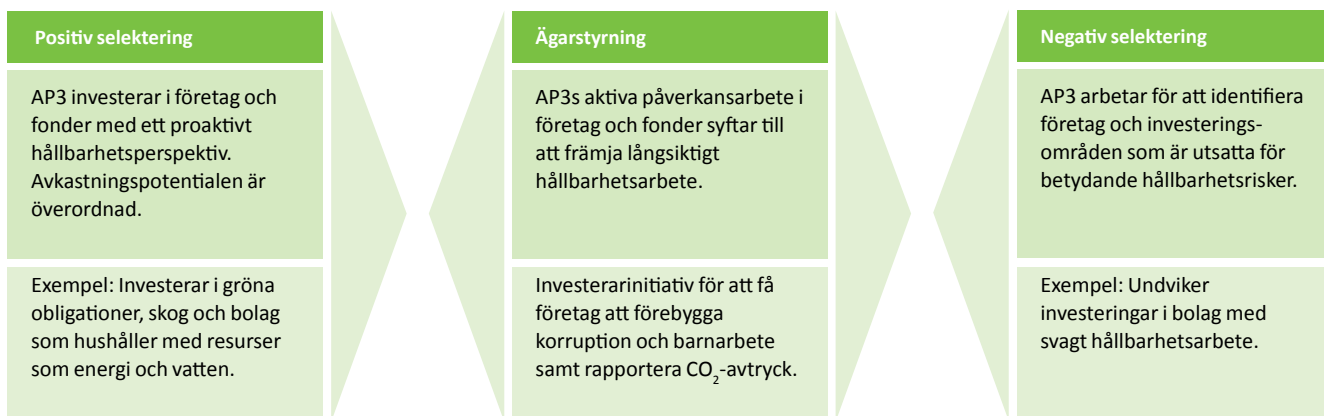 Positiv selektering
AP3 investerar i företag och
fonder med ett proaktivt
hållbarhetsperspektiv.
Avkastningspotentialen är
överordnad.
Exempel: Investerar i gröna
obligationer, skog och bolag
som hushåller med resurser
som energi och vatten.
Ägarstyrning
AP3s aktiva påverkansarbete i
företag och fonder syftar till
att främja långsiktigt
hållbarhetsarbete.
Investerarinitiativ för att få
företag att förebygga
korruption och barnarbete
samt rapportera CO₂-avtryck.
Negativ selektering
AP3 arbetar för att identifiera
företag och investerings-
områden som är utsatta för
betydande hållbarhetsrisker.
Exempel: Undviker
investeringar i bolag med
svagt hållbarhetsarbete.